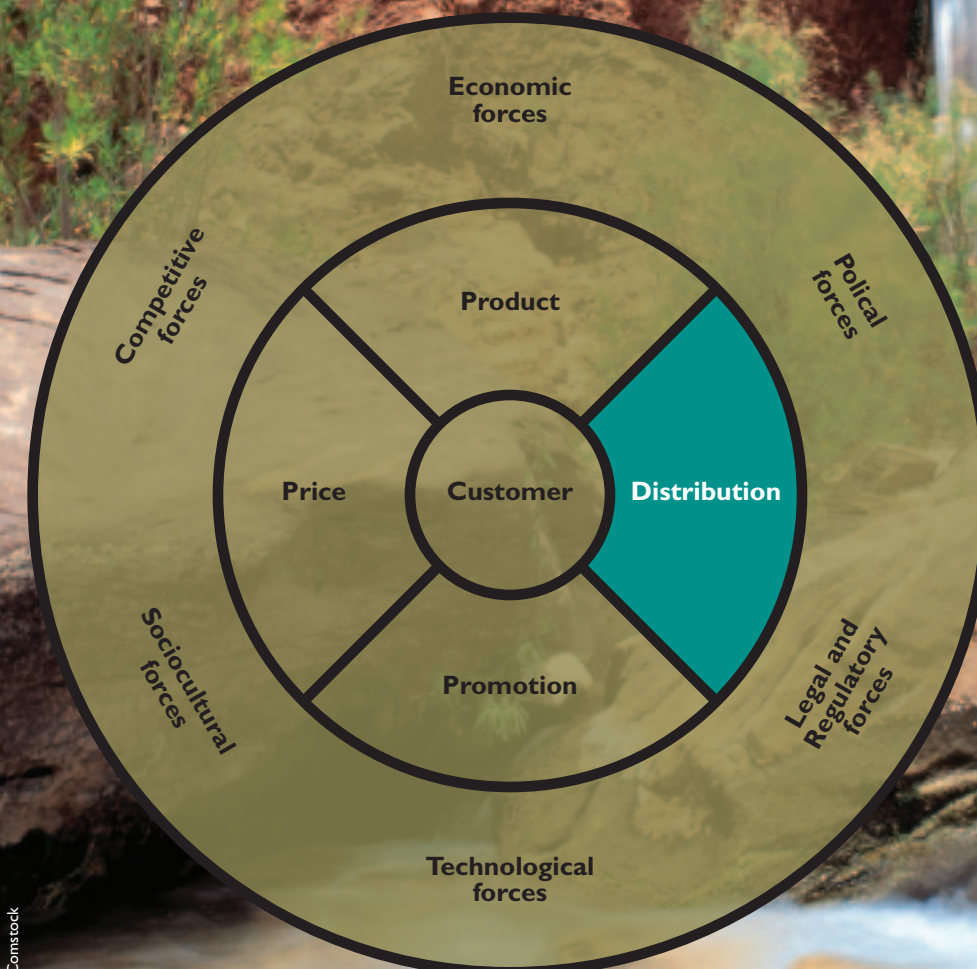 Economic
forces
Competitive
forces
Polical
forces
Product
Price
Customer
Distribution
Promotion
Sociocultural
forces
Legal and
Regulatory
forces
Technological
forces
Comstock